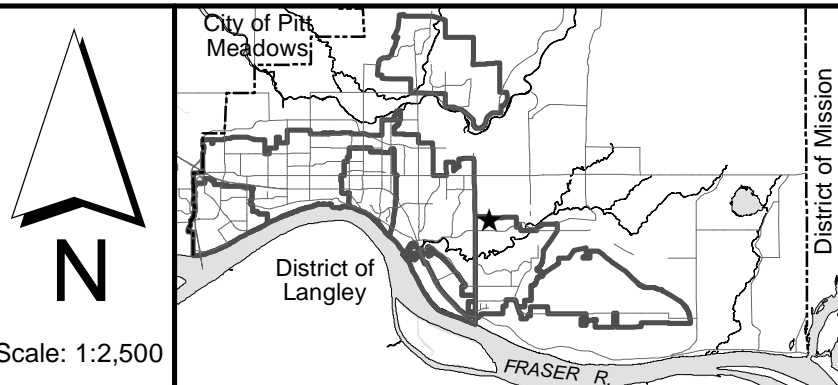 City of Pitt
Meadows
District of Mission
District of
Langley
N
Scale: 1:2,500
FRASER R.